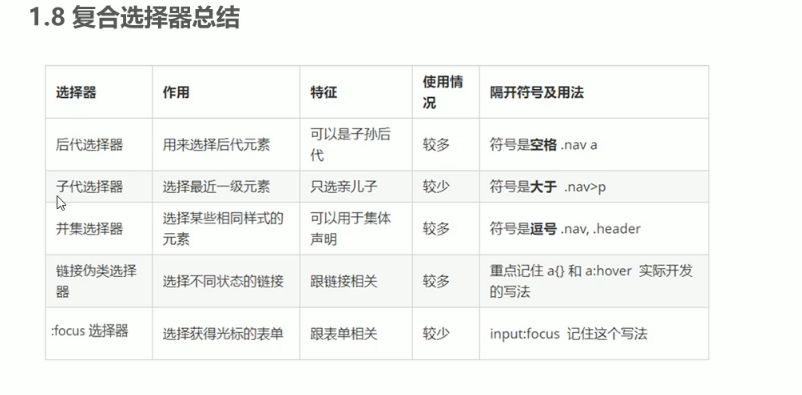 1.8 复合选择器总结
选择器 作用 特征 使用情况 隔开符号及用法
后代选择器 用来选择后代元素 可以是子孙后代 较多 符号是空格 .nav a
子代选择器 选择最近一级元素 只选亲儿子 较少 符号是大于 .nav>p
并集选择器 选择某些相同样式的元素 可以用于集体声明 较多 符号是逗号 .nav, .header
链接伪类选择器 选择不同状态的链接 跟链接相关 较多 重点记住 a{} 和 a:hover 实际开发的写法
:focus 选择器 选择获得光标的表单 跟表单相关 较少 input:focus 记住这个写法